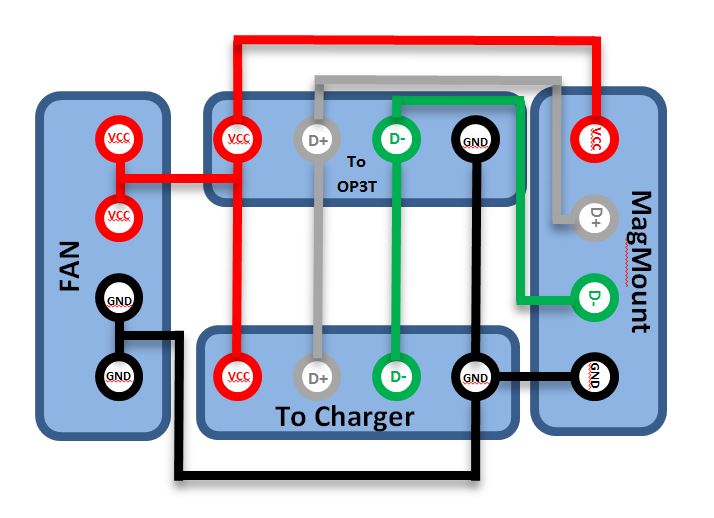 VCC
VCC
FAN
GND
GND
VCC
D+
D-
GND
To
OP3T
VCC
D+
D-
GND
To Charger
VCC
D+
D-
GND
MagMount